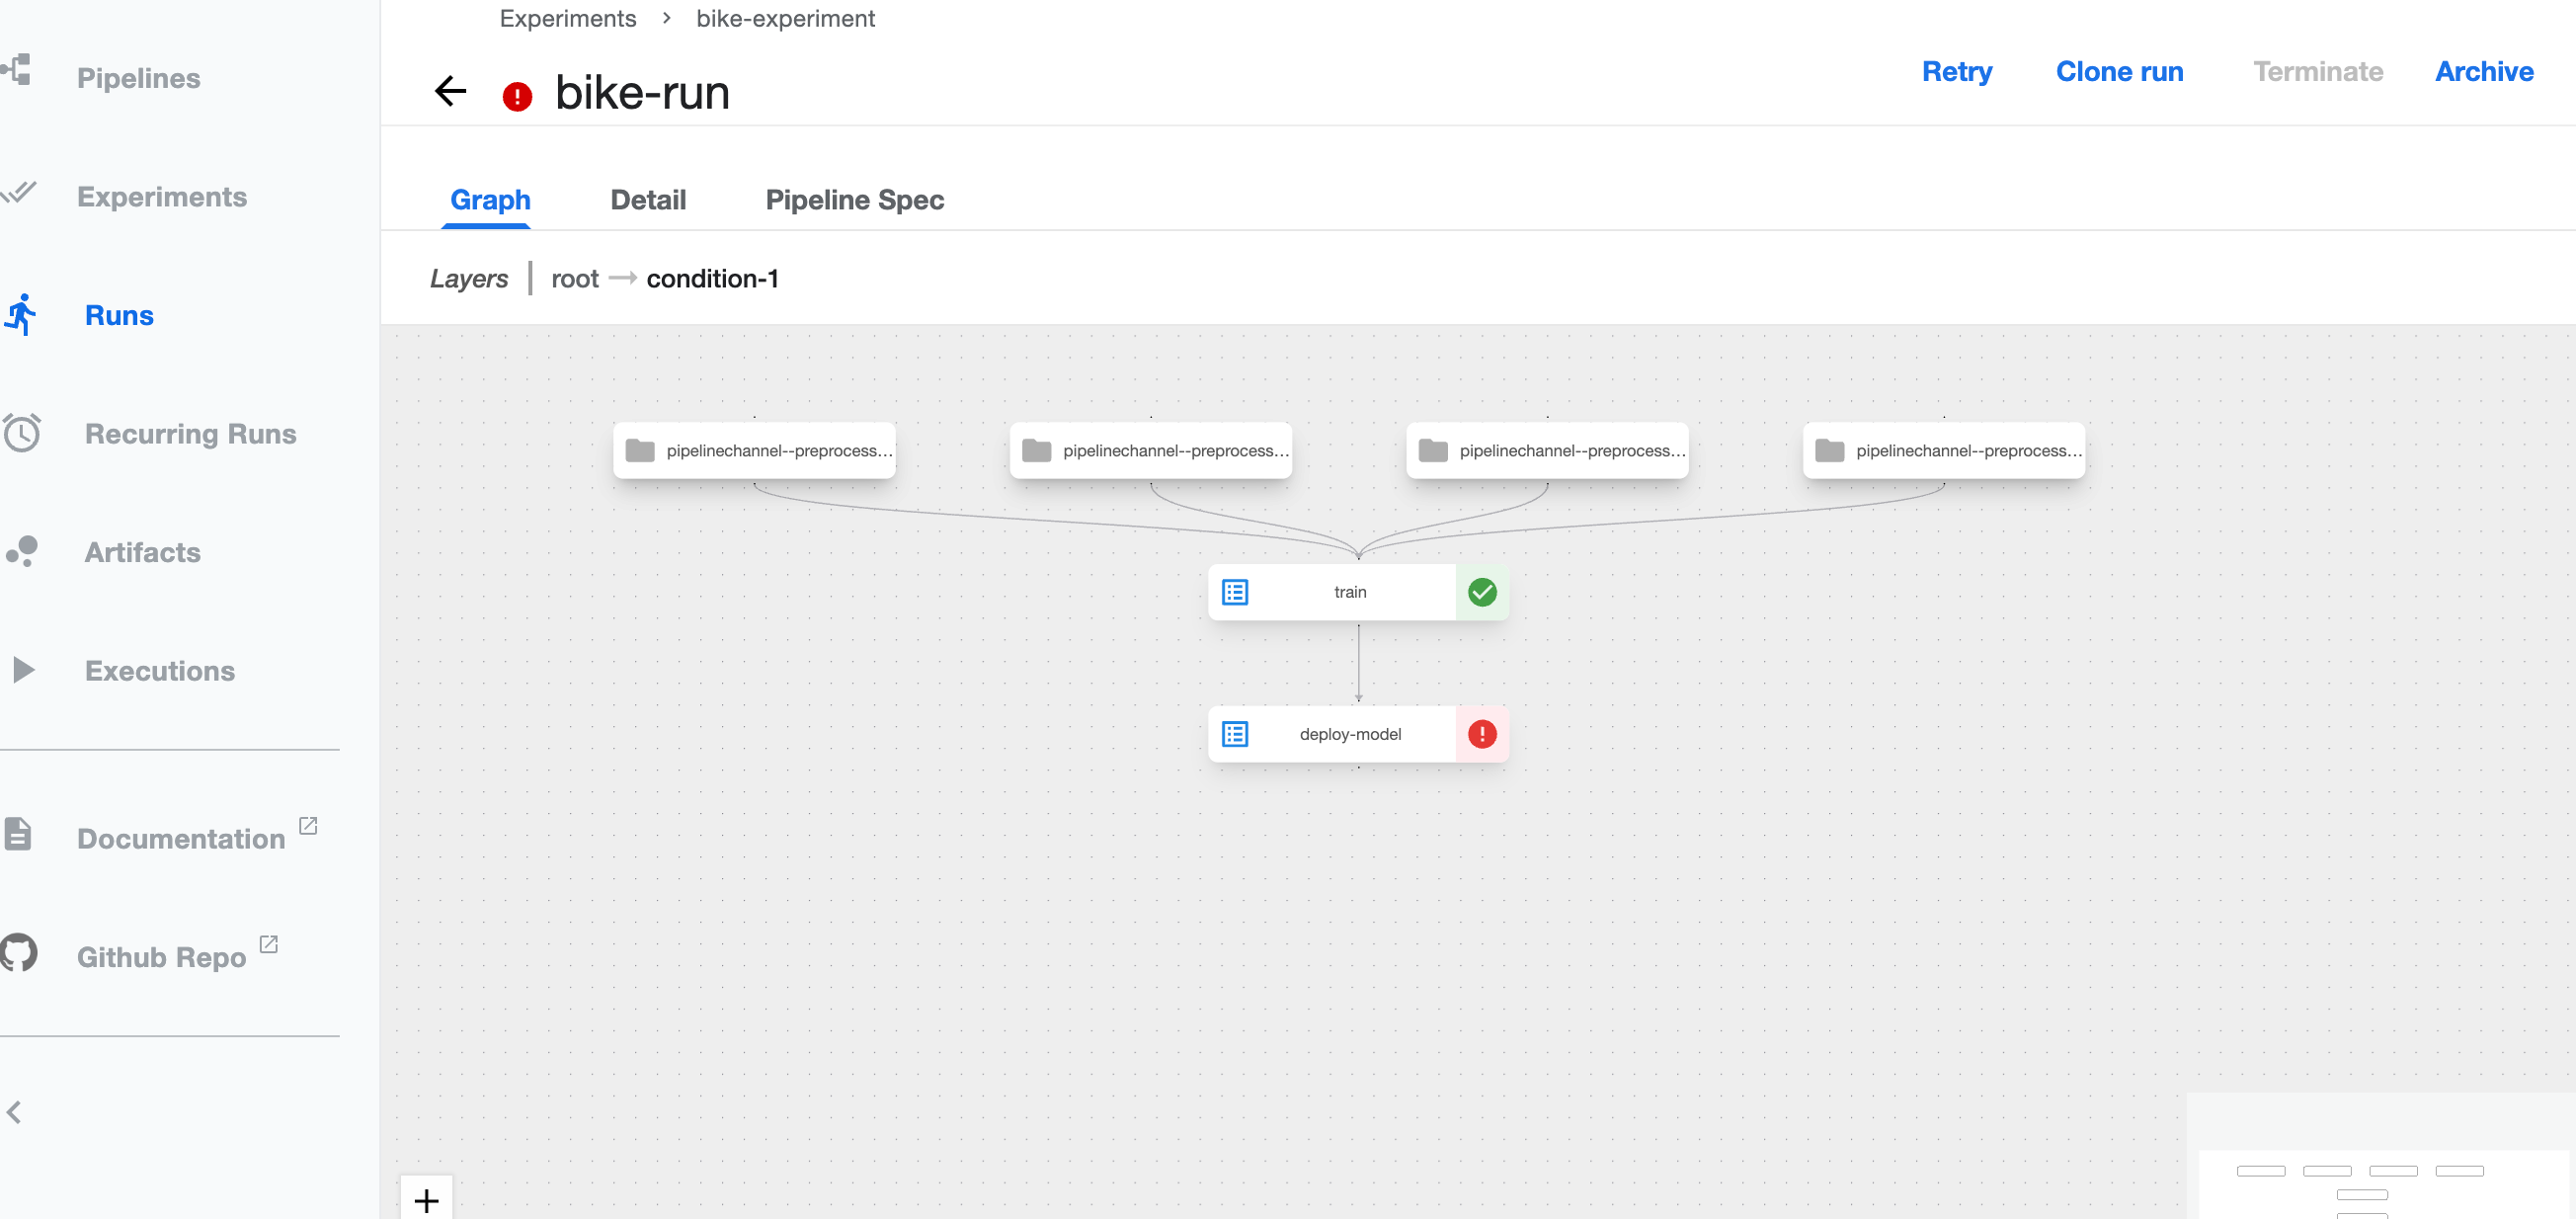 Pipelines
Experiments
Runs
Recurring Runs
Artifacts
Executions
Documentation
Github Repo
Experiments > bike-experiment
bike-run
Retry
Clone run
Terminate
Archive
Graph
Detail
Pipeline Spec
Layers | root → condition-1
pipelinechannel--preprocess...
pipelinechannel--preprocess...
pipelinechannel--preprocess...
pipelinechannel--preprocess...
train
deploy-model